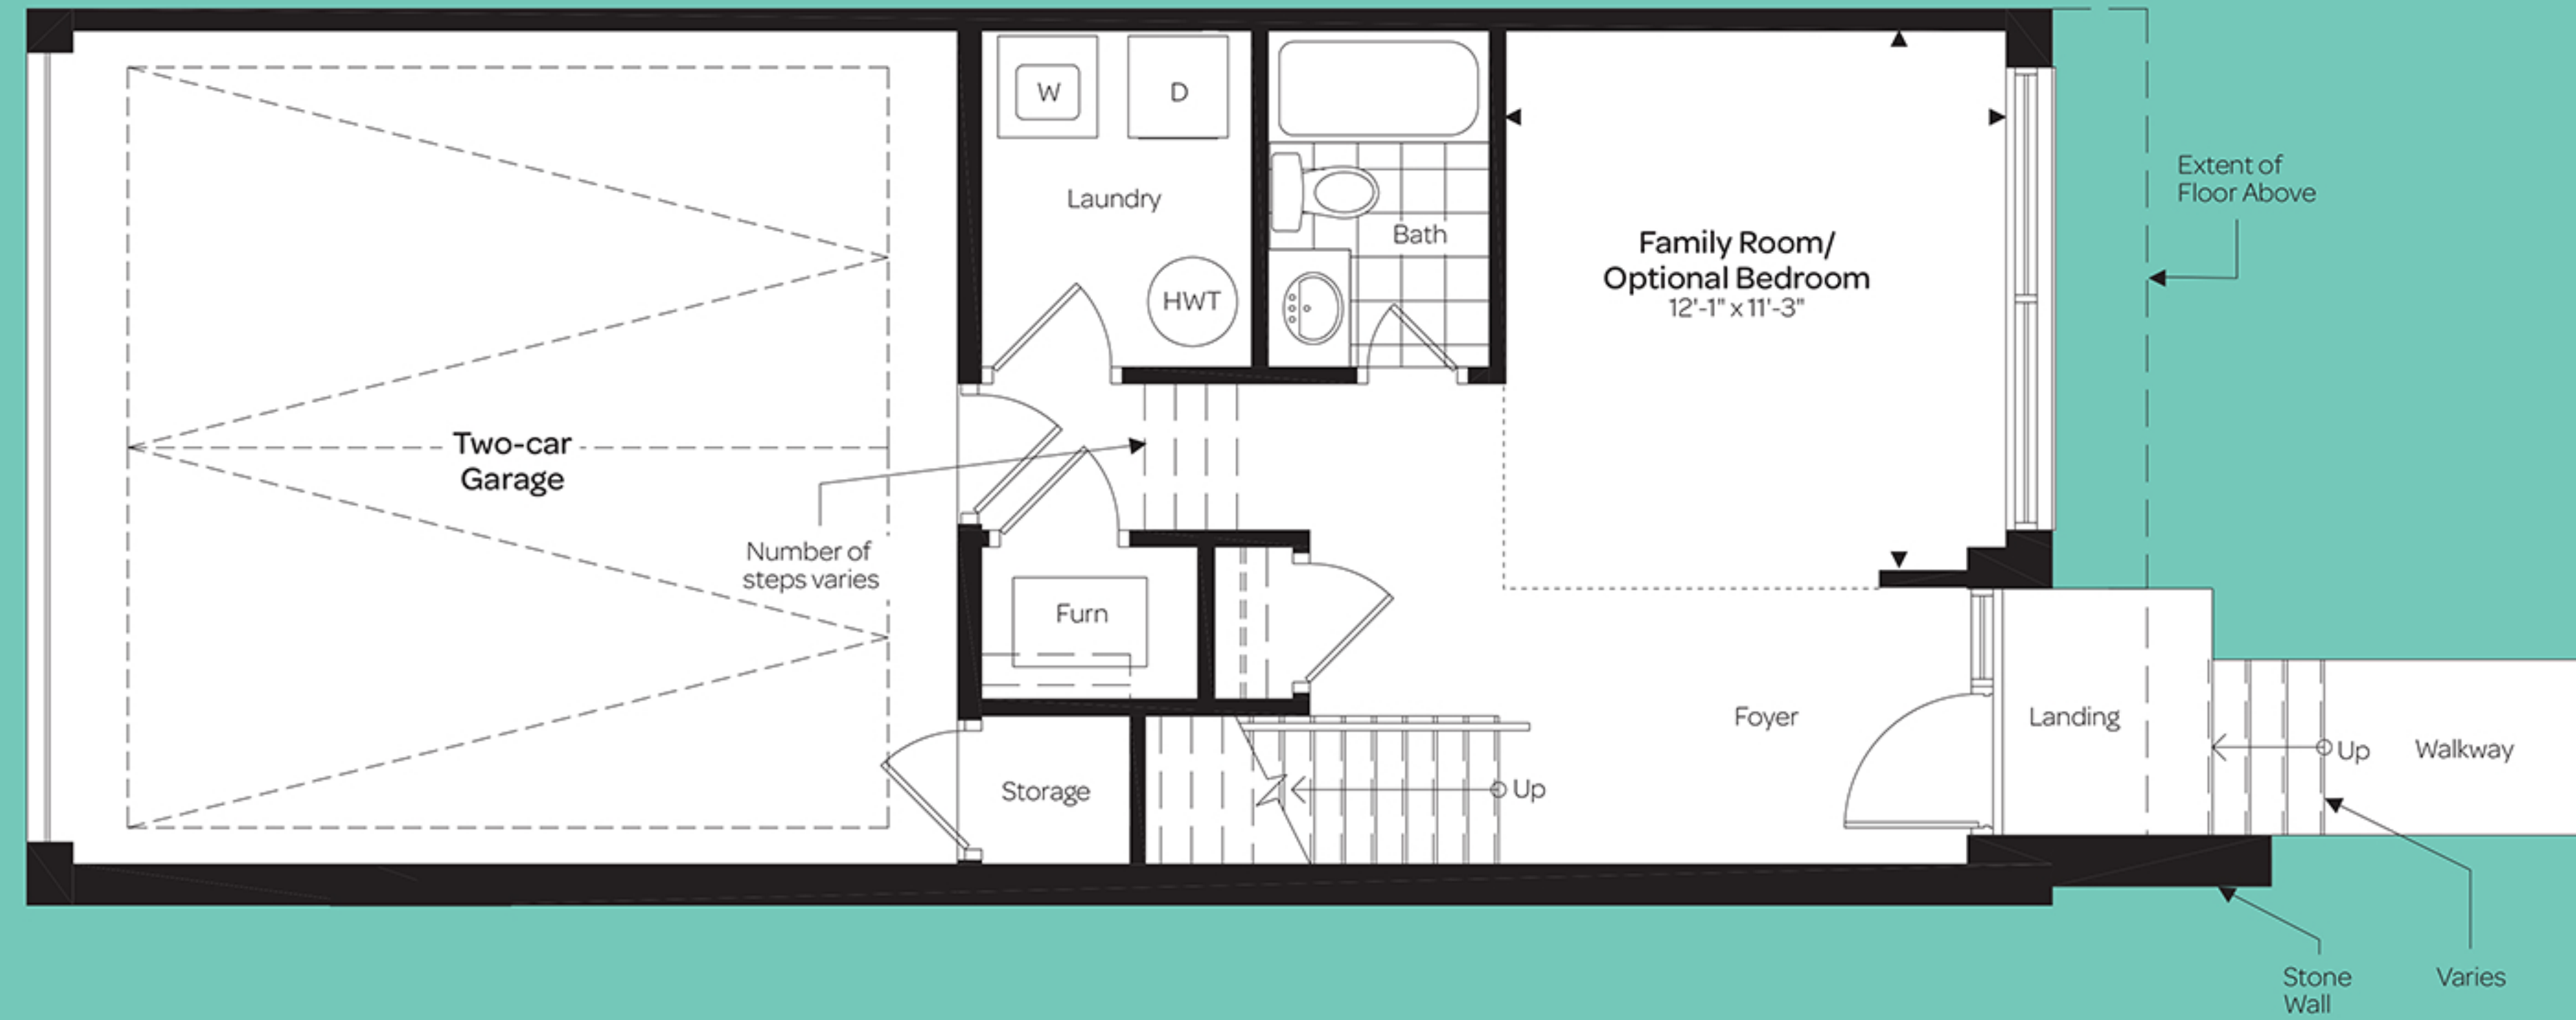 W
D
Laundry
HWT
Bath
Family Room/
Optional Bedroom
12'-1" x 11'-3"
Extent of
Floor Above
Two-car
Garage
Number of
steps varies
Furn
Storage
Up
Foyer
Landing
Up
Walkway
Stone
Wall
Varies